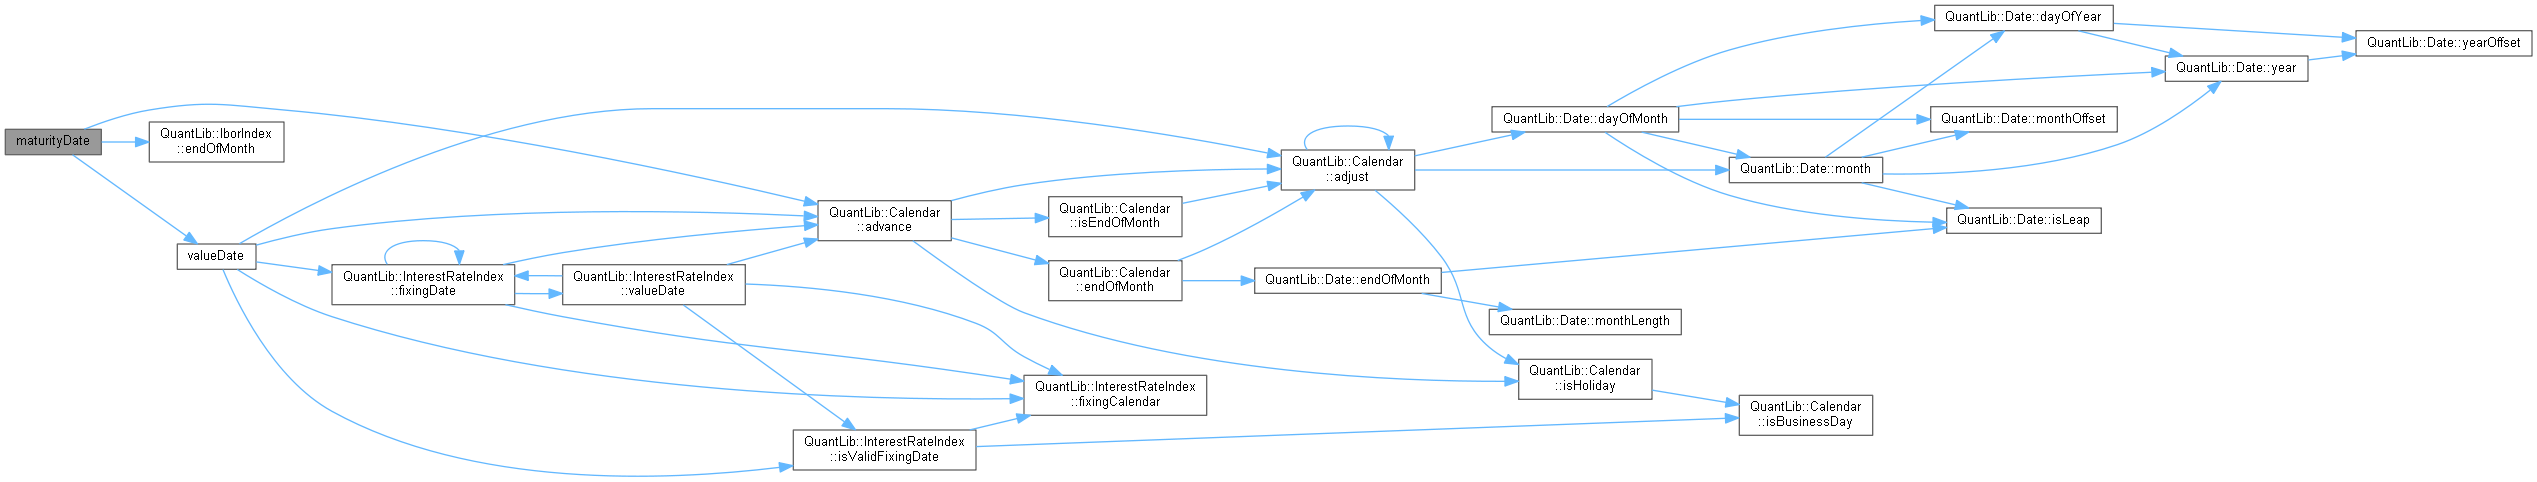 maturityDate
QuantLib::IborIndex
::endOfMonth
valueDate
QuantLib::InterestRateIndex
::fixingDate
QuantLib::InterestRateIndex
::valueDate
QuantLib::Calendar
::advance
QuantLib::InterestRateIndex
::isValidFixingDate
QuantLib::Calendar
::isEndOfMonth
QuantLib::Calendar
::endOfMonth
QuantLib::InterestRateIndex
::fixingCalendar
QuantLib::Calendar
::adjust
QuantLib::Date::endOfMonth
QuantLib::Date::dayOfMonth
QuantLib::Date::monthLength
QuantLib::Calendar
::isHoliday
QuantLib::Date::month
QuantLib::Calendar
::isBusinessDay
QuantLib::Date::dayOfYear
QuantLib::Date::monthOffset
QuantLib::Date::isLeap
QuantLib::Date::year
QuantLib::Date::yearOffset